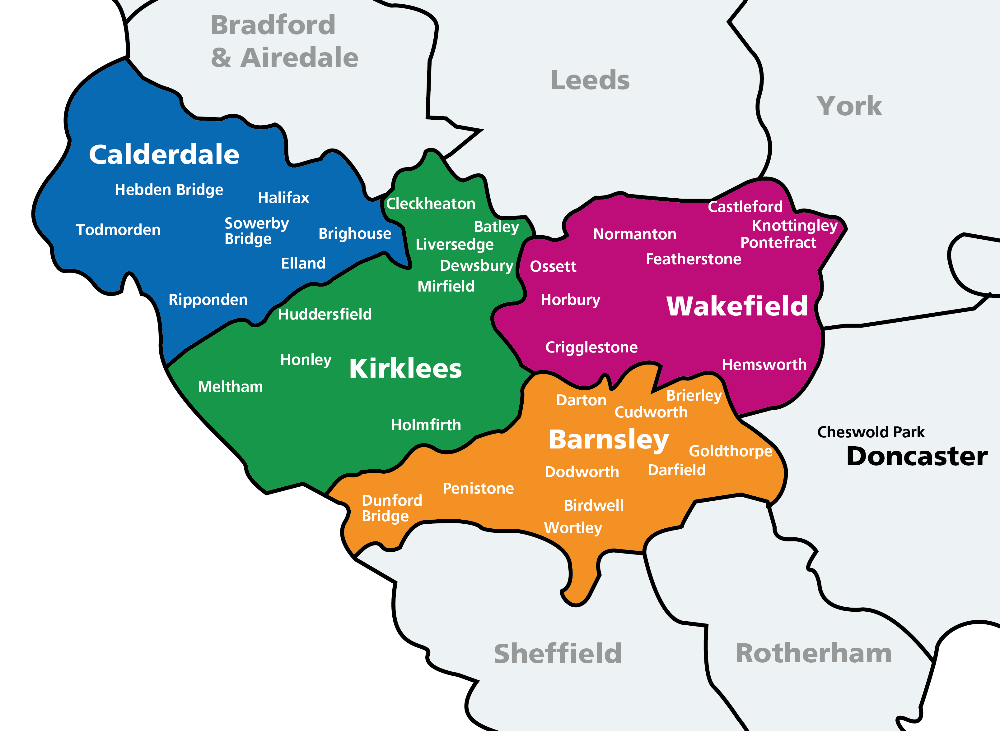 Bradford
& Airedale
Leeds
York
Calderdale
Hebden Bridge
Halifax
Todmorden
Sowerby
Bridge
Brighouse
Elland
Ripponden
Cleckheaton
Batley
Liversedge
Dewsbury
Mirfield
Huddersfield
Honley
Kirklees
Meltham
Holmfirth
Castleford
Knottingley
Normanton
Pontefract
Featherstone
Ossett
Horbury
Wakefield
Crigglestone
Hemsworth
Darton
Brierley
Cudworth
Barnsley
Goldthorpe
Dodworth
Darfield
Penistone
Dunford
Bridge
Birdwell
Wortley
Cheswold Park
Doncaster
Sheffield
Rotherham